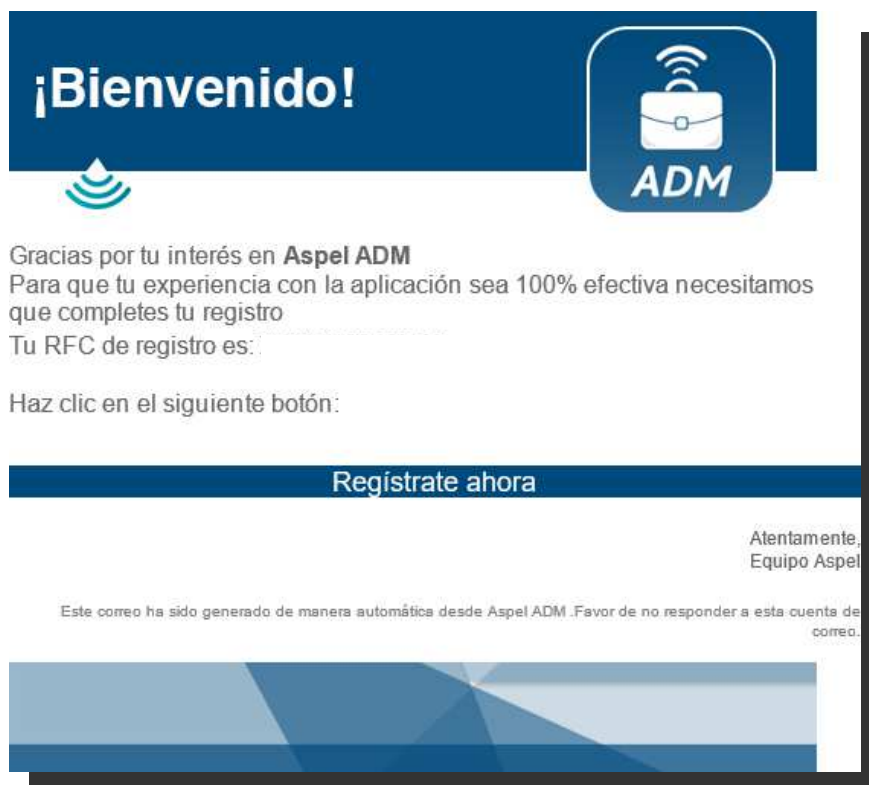 ¡Bienvenido!
ADM
Gracias por tu interés en Aspel ADM
Para que tu experiencia con la aplicación sea 100% efectiva necesitamos
que completes tu registro
Tu RFC de registro es:
Haz clic en el siguiente botón:
Regístrate ahora
Atentamente,
Equipo Aspel
Este correo ha sido generado de manera automática desde Aspel ADM .Favor de no responder a esta cuenta de
correo.